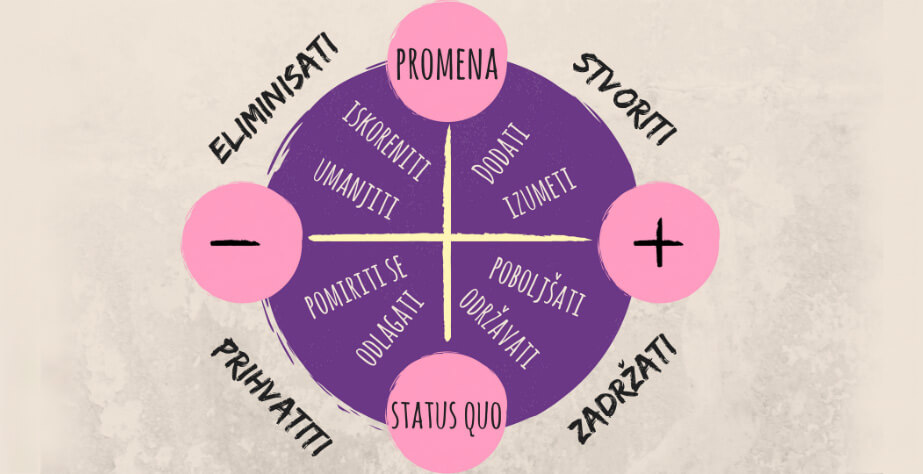 PROMENA
ELIMINISATI
STVORITI
ISKORENITI
UMANJITI
DODATI
IZUMETI
−
+
POMIRITI SE
ODLAGATI
POBOLJŠATI
ODRŽAVATI
PRIHVATITI
ZADRŽATI
STATUS QUO